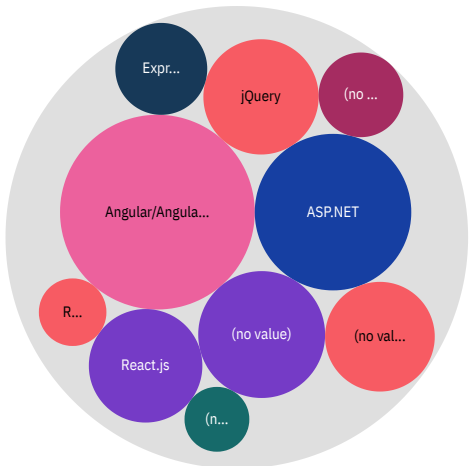 Expr...
jQuery
(no ...
Angular/Angula...
ASP.NET
R...
(no value)
(no val...
React.js
(n...